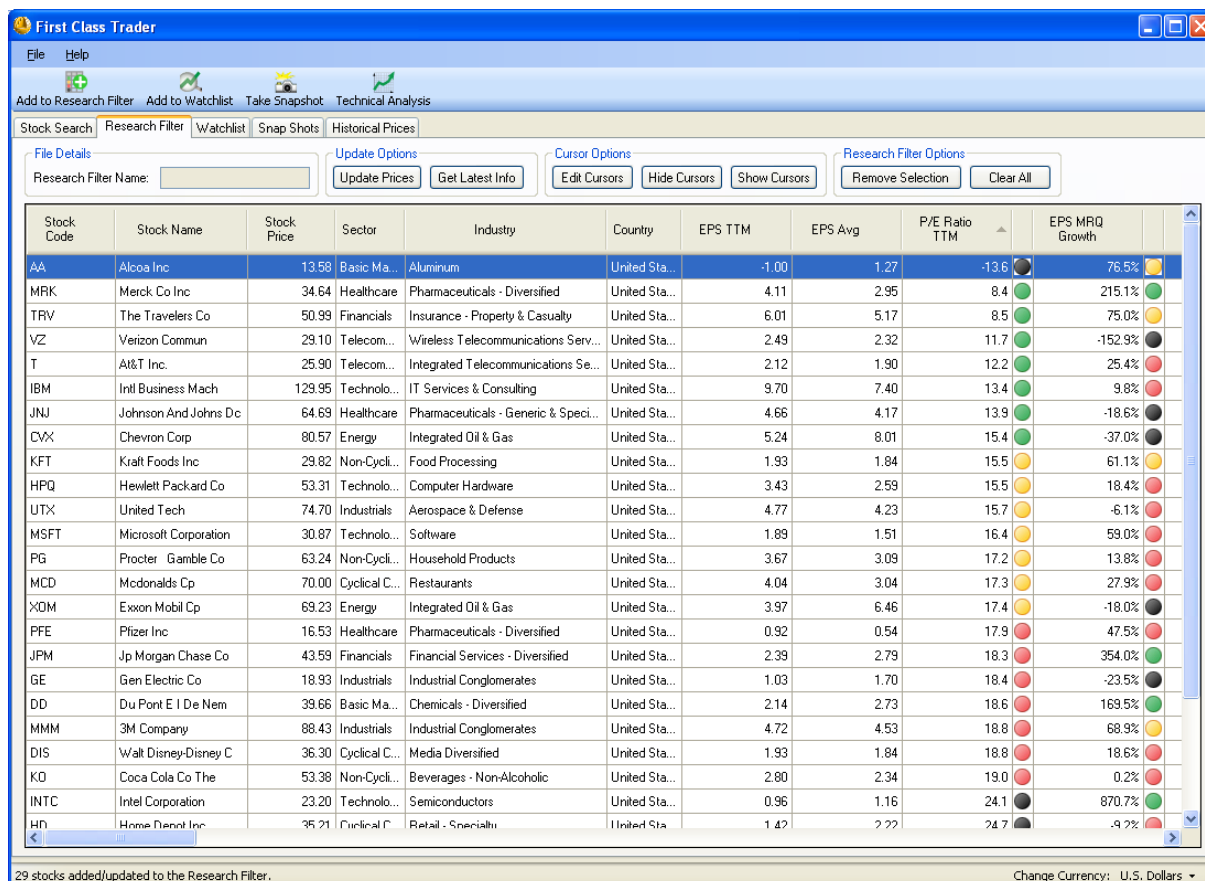 First Class Trader
File Help
Add to Research Filter Add to Watchlist Take Snapshot Technical Analysis
Stock Search Research Filter Watchlist Snap Shots Historical Prices
File Details Update Options Cursor Options Research Filter Options
Research Filter Name: Update Prices Get Latest Info Edit Cursors Hide Cursors Show Cursors Remove Selection Clear All
Stock Code Stock Name Stock Price Sector Industry Country EPS TTM EPS Avg P/E Ratio TTM EPS MRQ Growth
AA Alcoa Inc 13.58 Basic Ma... Aluminum United Sta... -1.00 1.27 -13.6 76.5%
MRK Merck Co Inc 34.64 Healthcare Pharmaceuticals - Diversified United Sta... 4.11 2.95 8.4 215.1%
TRV The Travelers Co 50.99 Financials Insurance - Property & Casualty United Sta... 6.01 5.17 8.5 75.0%
VZ Verizon Commun 29.10 Telecom... Wireless Telecommunications Serv... United Sta... 2.49 2.32 11.7 -152.9%
T At&T Inc. 25.90 Telecom... Integrated Telecommunications Se... United Sta... 2.12 1.90 12.2 25.4%
IBM Intl Business Mach 129.95 Technolo... IT Services & Consulting United Sta... 9.70 7.40 13.4 9.8%
JNJ Johnson And Johns Dc 64.69 Healthcare Pharmaceuticals - Generic & Speci... United Sta... 4.66 4.17 13.9 -18.6%
CVX Chevron Corp 80.57 Energy Integrated Oil & Gas United Sta... 5.24 8.01 15.4 -37.0%
KFT Kraft Foods Inc 29.82 Non-Cycli... Food Processing United Sta... 1.93 1.84 15.5 61.1%
HPQ Hewlett Packard Co 53.31 Technolo... Computer Hardware United Sta... 3.43 2.59 15.5 18.4%
UTX United Tech 74.70 Industrials Aerospace & Defense United Sta... 4.77 4.23 15.7 -6.1%
MSFT Microsoft Corporation 30.87 Technolo... Software United Sta... 1.89 1.51 16.4 59.0%
PG Procter Gamble Co 63.24 Non-Cycli... Household Products United Sta... 3.67 3.09 17.2 13.8%
MCD Mcdonalds Cp 70.00 Cyclical C... Restaurants United Sta... 4.04 3.04 17.3 27.9%
XOM Exxon Mobil Cp 69.23 Energy Integrated Oil & Gas United Sta... 3.97 6.46 17.4 -18.0%
PFE Pfizer Inc 16.53 Healthcare Pharmaceuticals - Diversified United Sta... 0.92 0.54 17.9 47.5%
JPM Jp Morgan Chase Co 43.59 Financials Financial Services - Diversified United Sta... 2.39 2.79 18.3 354.0%
GE Gen Electric Co 18.93 Industrials Industrial Conglomerates United Sta... 1.03 1.70 18.4 -23.5%
DD Du Pont E I De Nem 39.66 Basic Ma... Chemicals - Diversified United Sta... 2.14 2.73 18.6 169.5%
MMM 3M Company 88.43 Industrials Industrial Conglomerates United Sta... 4.72 4.53 18.8 68.9%
DIS Walt Disney-Disney C 36.30 Cyclical C... Media Diversified United Sta... 1.93 1.84 18.8 18.6%
KO Coca Cola Co The 53.38 Non-Cycli... Beverages - Non-Alcoholic United Sta... 2.80 2.34 19.0 0.2%
INTC Intel Corporation 23.20 Technolo... Semiconductors United Sta... 0.96 1.16 24.1 870.7%
HD Home Depot Inc 35.21 Cyclical C... Retail - Specialty United Sta... 1.42 2.22 24.7 -9.2%
29 stocks added/updated to the Research Filter. Change Currency: U.S. Dollars